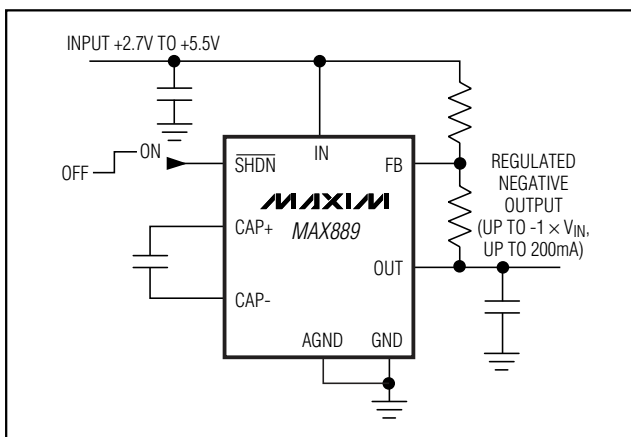 INPUT +2.7V TO +5.5V
OFF
ON
SHDN
IN
FB
MAXIM
MAX889
CAP+
CAP-
OUT
AGND
GND
REGULATED
NEGATIVE
OUTPUT
(UP TO -1 × VIN,
UP TO 200mA)